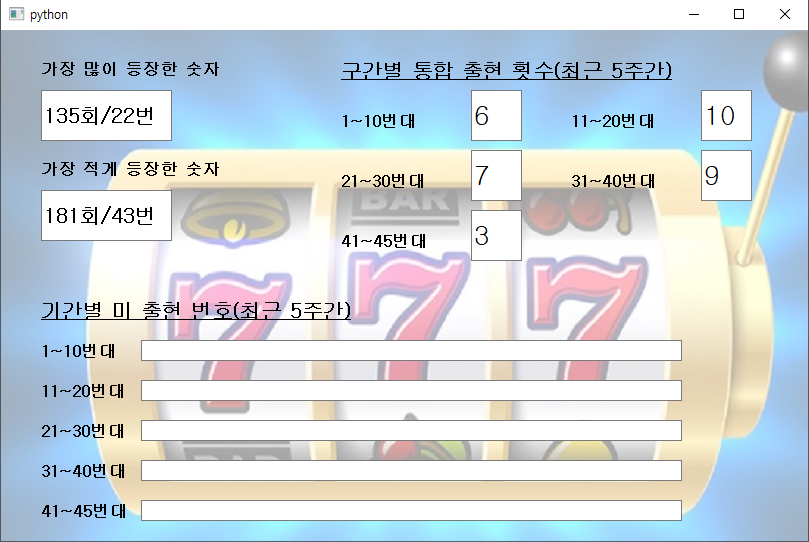 python
가장 많이 등장한 숫자
135회/22번
가장 적게 등장한 숫자
181회/43번
구간별 통합 출현 횟수(최근 5주간)
1~10번대 6 11~20번대 10
21~30번대 7 31~40번대 9
41~45번대 3
BAR
7 7 7
기간별 미 출현 번호(최근 5주간)
1~10번대
11~20번대
21~30번대
31~40번대
41~45번대
BAR
BAR